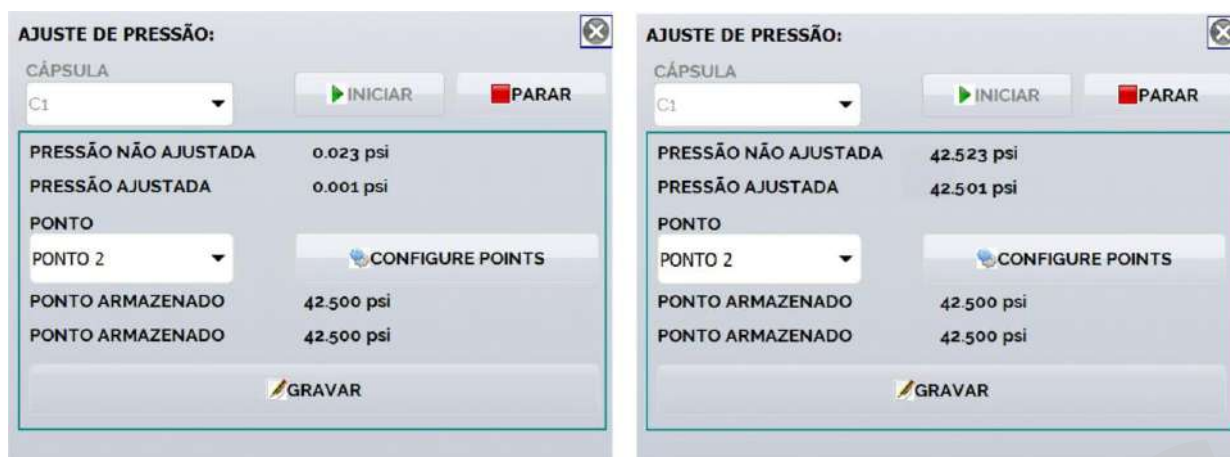 AJUSTE DE PRESSÃO:
CÁPSULA
C1
INICIAR
PARAR
PRESSÃO NÃO AJUSTADA 0.023 psi
PRESSÃO AJUSTADA 0.001 psi
PONTO
PONTO 2
CONFIGURE POINTS
PONTO ARMAZENADO 42.500 psi
PONTO ARMAZENADO 42.500 psi
GRAVAR
AJUSTE DE PRESSÃO:
CÁPSULA
C1
INICIAR
PARAR
PRESSÃO NÃO AJUSTADA 42.523 psi
PRESSÃO AJUSTADA 42.501 psi
PONTO
PONTO 2
CONFIGURE POINTS
PONTO ARMAZENADO 42.500 psi
PONTO ARMAZENADO 42.500 psi
GRAVAR